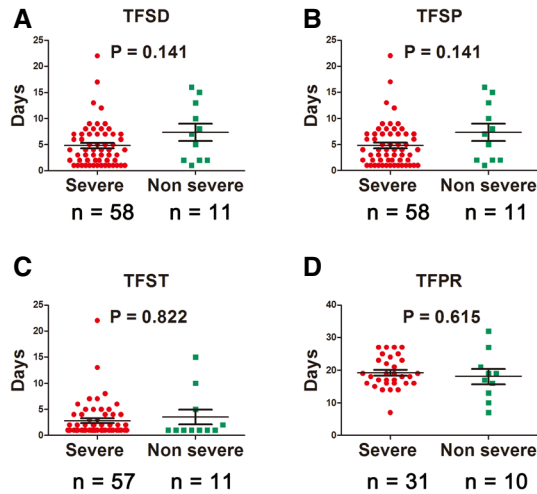 A
TFSD
P = 0.141
Days
25
20
15
10
5
0
Severe
Non severe
n = 58
n = 11
B
TFSP
P = 0.141
Days
25
20
15
10
5
0
Severe
Non severe
n = 58
n = 11
C
TFST
P = 0.822
Days
25
20
15
10
5
0
Severe
Non severe
n = 57
n = 11
D
TFPR
P = 0.615
Days
40
30
20
10
0
Severe
Non severe
n = 31
n = 10